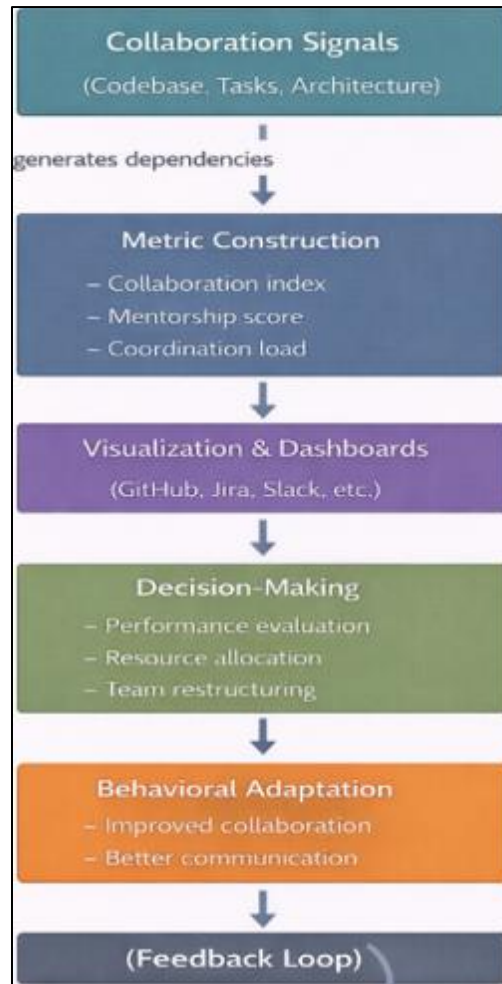 Collaboration Signals
(Codebase, Tasks, Architecture)
generates dependencies
Metric Construction
– Collaboration index
– Mentorship score
– Coordination load
Visualization & Dashboards
(GitHub, Jira, Slack, etc.)
Decision-Making
– Performance evaluation
– Resource allocation
– Team restructuring
Behavioral Adaptation
– Improved collaboration
– Better communication
(Feedback Loop)